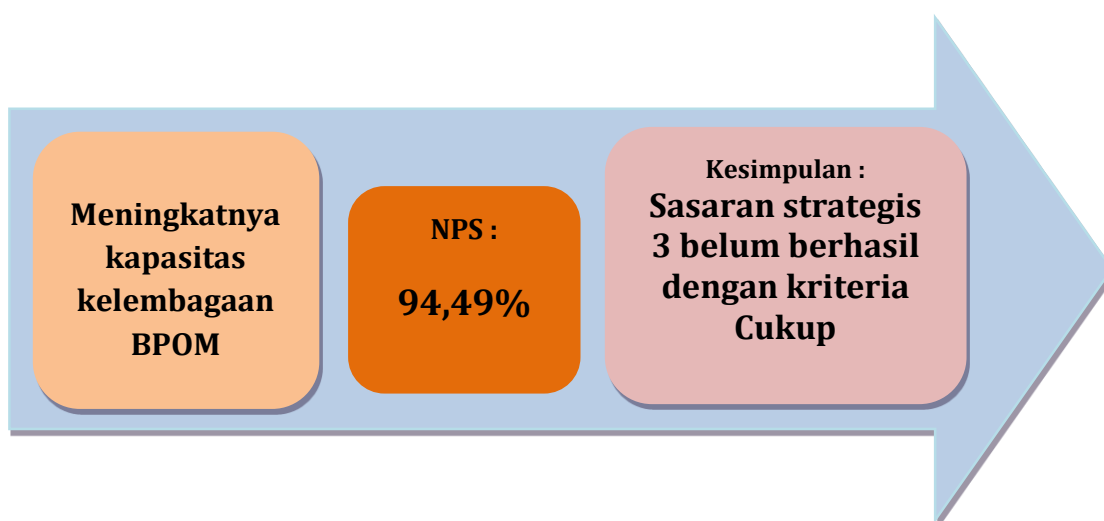 Meningkatnya
kapasitas
kelembagaan
BPOM
NPS :
94,49%
Kesimpulan :
Sasaran strategis
3 belum berhasil
dengan kriteria
Cukup